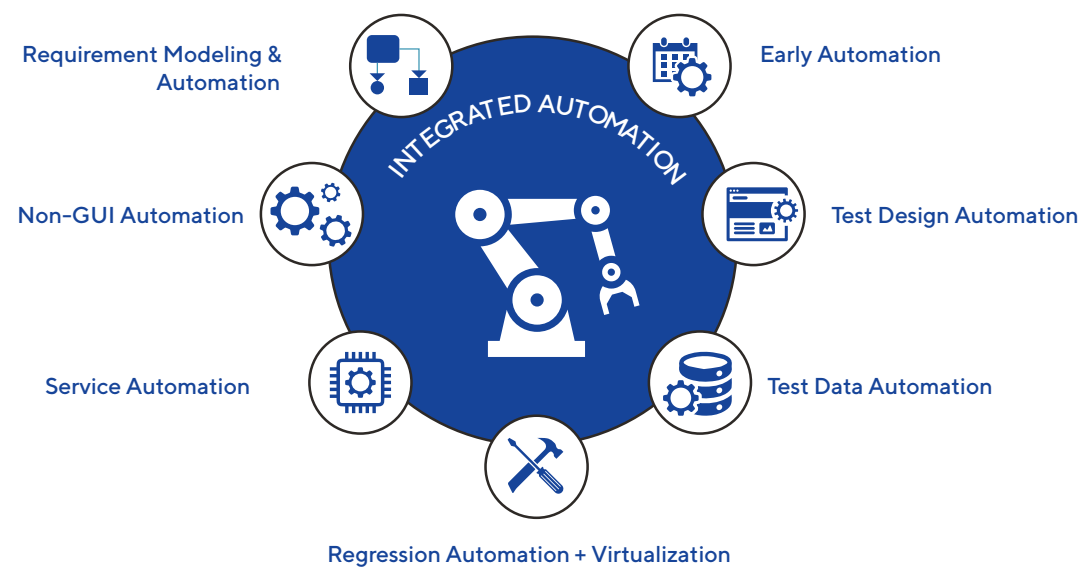 Requirement Modeling &
Automation
Early Automation
INTEGRATED AUTOMATION
Non-GUI Automation
Test Design Automation
Service Automation
Test Data Automation
Regression Automation + Virtualization